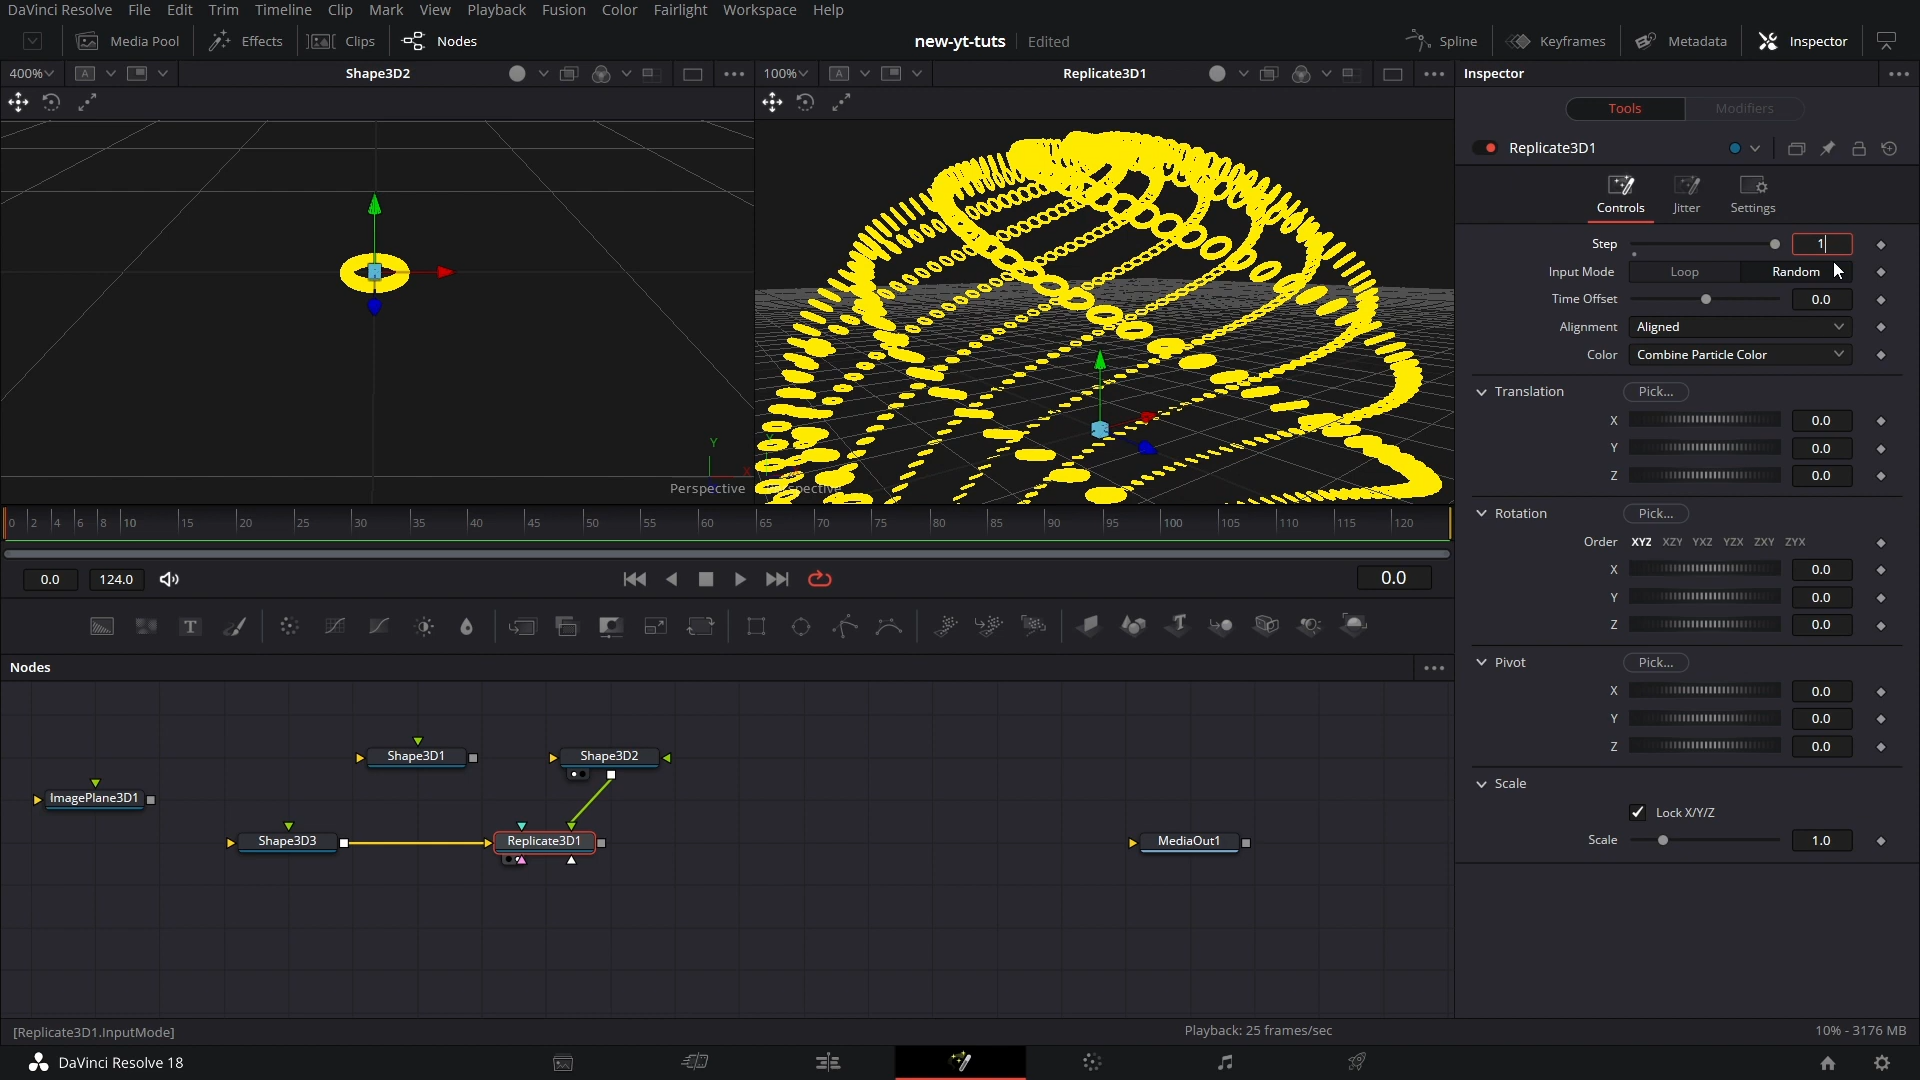 DaVinci Resolve File Edit Trim Timeline Clip Mark View Playback Fusion Color Fairlight Workspace Help
Media Pool Effects Clips Nodes new-yt-tuts Edited Spline Keyframes Metadata Inspector
400% A Shape3D2 100% A Replicate3D1 Inspector
Tools Modifiers
Replicate3D1
Controls Jitter Settings
Step 1
Input Mode Loop Random
Time Offset 0.0
Alignment Aligned
Color Combine Particle Color
Translation Pick...
X 0.0
Y 0.0
Z 0.0
Y X
Perspective
0 2 4 6 8 10 15 20 25 30 35 40 45 50 55 60 65 70 75 80 85 90 95 100 105 110 115 120
Rotation Pick...
Order XYZ XZY YXZ YZX ZXY ZYX
X 0.0
Y 0.0
Z 0.0
0.0 124.0 0.0
T T
Nodes
Pivot Pick...
X 0.0
Y 0.0
Z 0.0
Scale
Lock X/Y/Z
Scale 1.0
Shape3D1 Shape3D2
ImagePlane3D1
Shape3D3 Replicate3D1 MediaOut1
[Replicate3D1.InputMode] Playback: 25 frames/sec 10% - 3176 MB
DaVinci Resolve 18